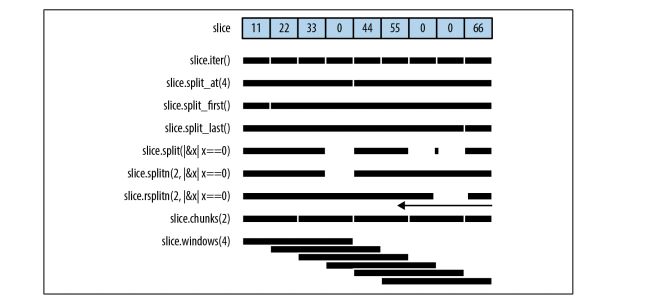 slice 11 22 33 0 44 55 0 0 66
slice.iter()
slice.split_at(4)
slice.split_first()
slice.split_last()
slice.split(|&x| x==0)
slice.splitn(2, |&x| x==0)
slice.rsplitn(2, |&x| x==0)
slice.chunks(2)
slice.windows(4)